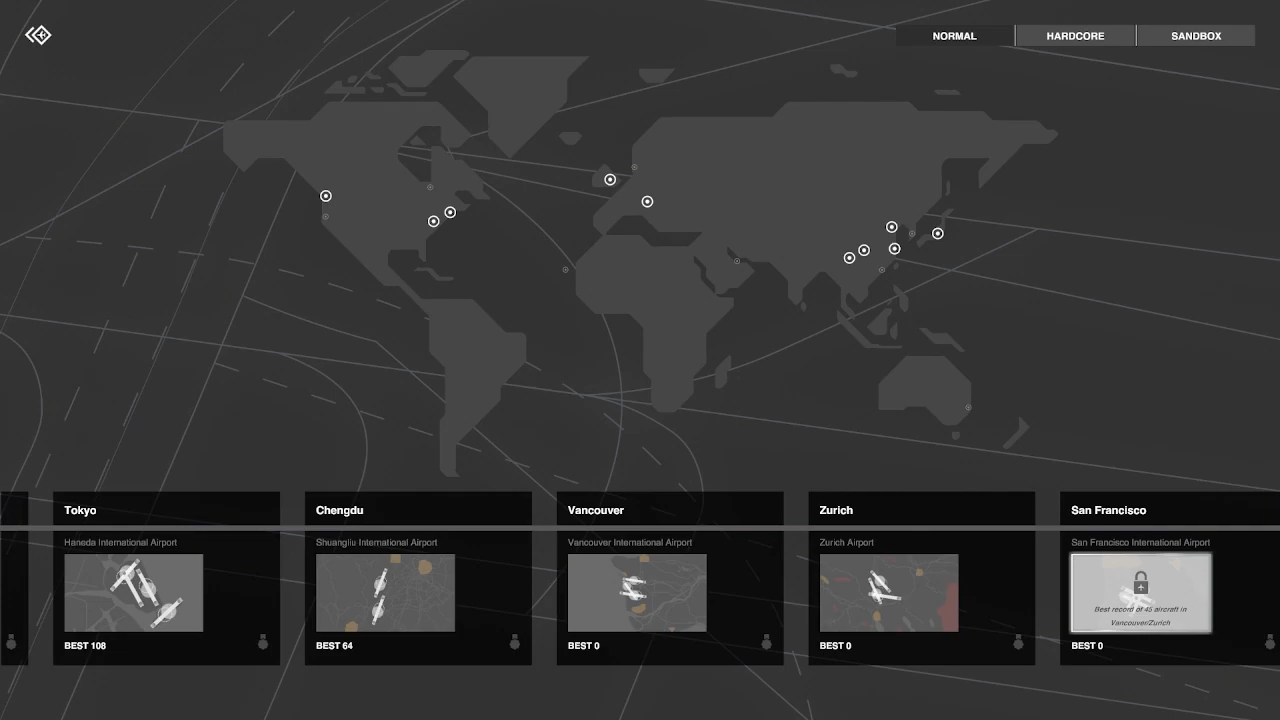 NORMAL
HARDCORE
SANDBOX
Tokyo
Chengdu
Vancouver
Zurich
San Francisco
Haneda International Airport
Shuangliu International Airport
Vancouver International Airport
Zurich Airport
San Francisco International Airport
Best record of 45 aircraft in
Vancouver/Zurich
BEST 108
BEST 64
BEST 0
BEST 0
BEST 0